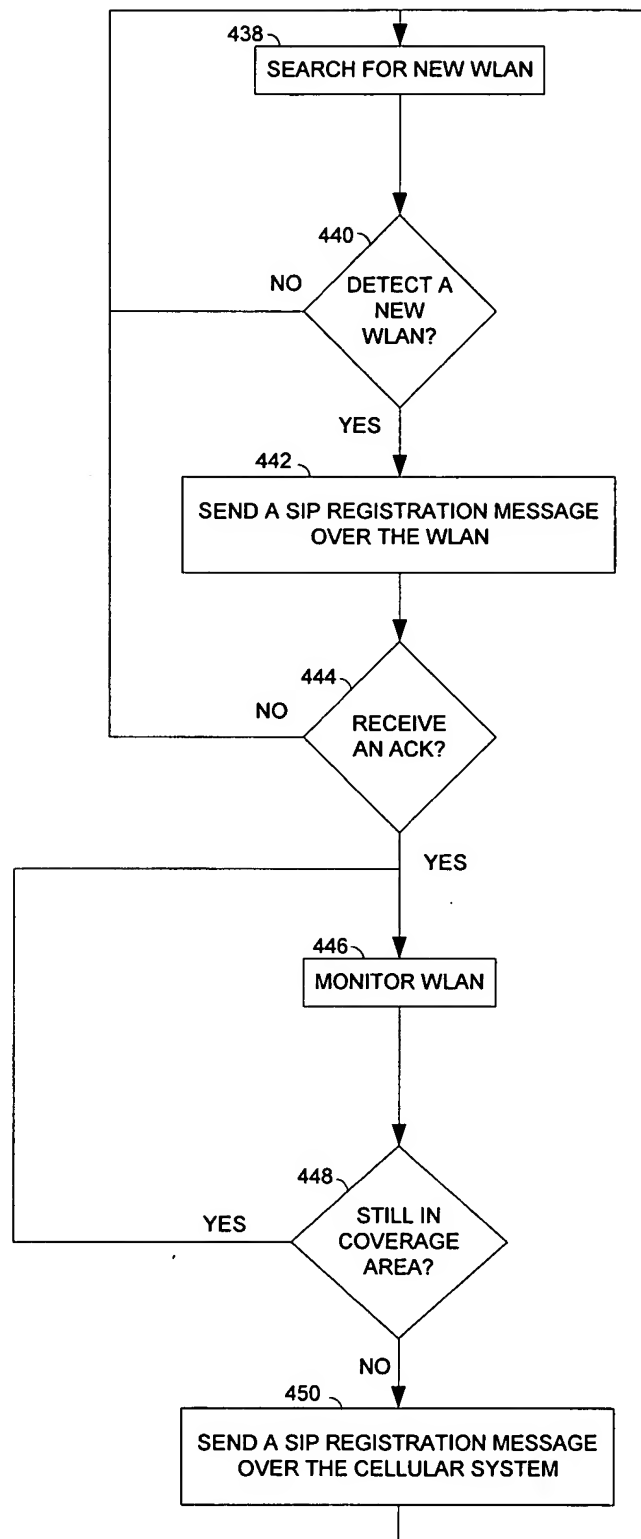 438
SEARCH FOR NEW WLAN
440
NO
DETECT A
NEW
WLAN?
YES
442
SEND A SIP REGISTRATION MESSAGE
OVER THE WLAN
444
NO
RECEIVE
AN ACK?
YES
446
MONITOR WLAN
448
YES
STILL IN
COVERAGE
AREA?
NO
450
SEND A SIP REGISTRATION MESSAGE
OVER THE CELLULAR SYSTEM